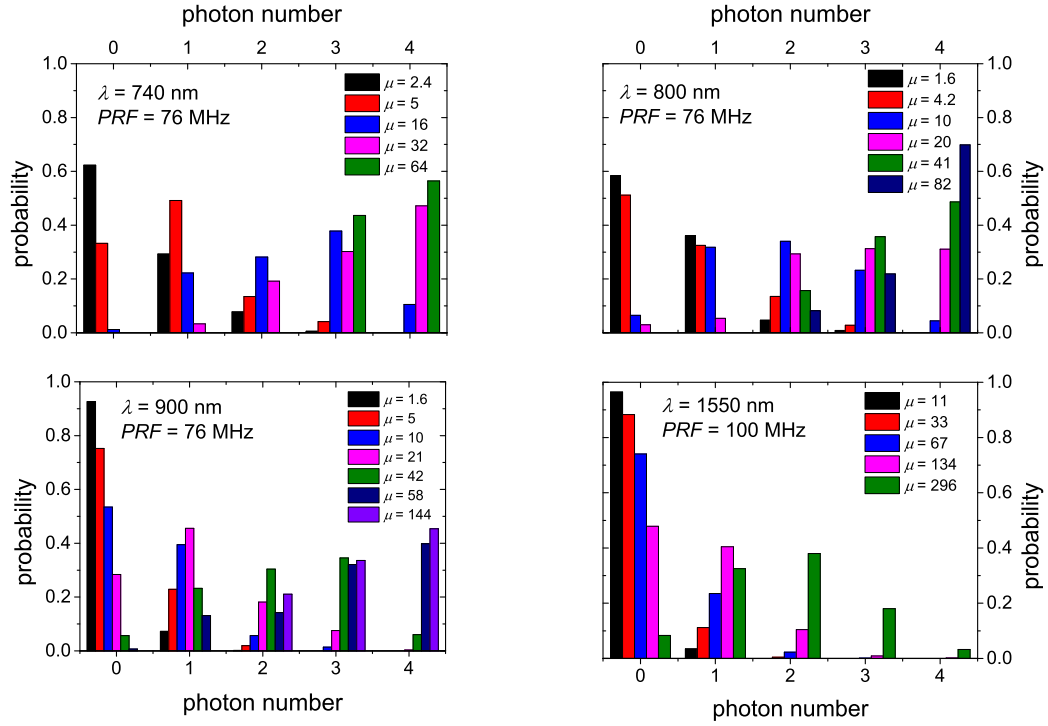 photon number
0 1 2 3 4
1.0
0.8
0.6
0.4
0.2
0.0
probability
λ = 740 nm
PRF = 76 MHz
μ = 2.4
μ = 5
μ = 16
μ = 32
μ = 64
photon number
0 1 2 3 4
λ = 800 nm
PRF = 76 MHz
μ = 1.6
μ = 4.2
μ = 10
μ = 20
μ = 41
μ = 82
1.0
0.8
0.6
0.4
0.2
0.0
probability
1.0
0.8
0.6
0.4
0.2
0.0
probability
λ = 900 nm
PRF = 76 MHz
μ = 1.6
μ = 5
μ = 10
μ = 21
μ = 42
μ = 58
μ = 144
0 1 2 3 4
photon number
λ = 1550 nm
PRF = 100 MHz
μ = 11
μ = 33
μ = 67
μ = 134
μ = 296
1.0
0.8
0.6
0.4
0.2
0.0
probability
0 1 2 3 4
photon number